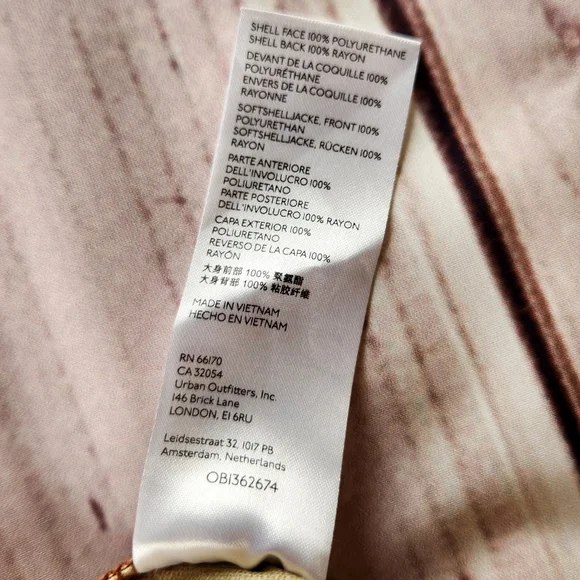 SHELL FACE 100% POLYURETHANE
SHELL BACK 100% RAYON
DEVANT DE LA COQUILLE 100%
POLYURÉTHANE
ENVERS DE LA COQUILLE 100%
RAYONNE
SOFTSHELLJACKE, FRONT 100%
POLYURETHAN
SOFTSHELLJACKE, RÜCKEN 100%
RAYON
PARTE ANTERIORE
DELL'INVOLUCRO 100%
POLIURETANO
PARTE POSTERIORE
DELL'INVOLUCRO 100% RAYON
CAPA EXTERIOR 100%
POLIURETANO
REVERSO DE LA CAPA 100%
RAYÓN
大身前部 100% 聚氨酯
大身背部 100% 粘胶纤维
MADE IN VIETNAM
HECHO EN VIETNAM
RN 66170
CA 32054
Urban Outfitters, Inc.
146 Brick Lane
LONDON, E1 6RU
Leidsestraat 32, 1017 PB
Amsterdam, Netherlands
OB1362674